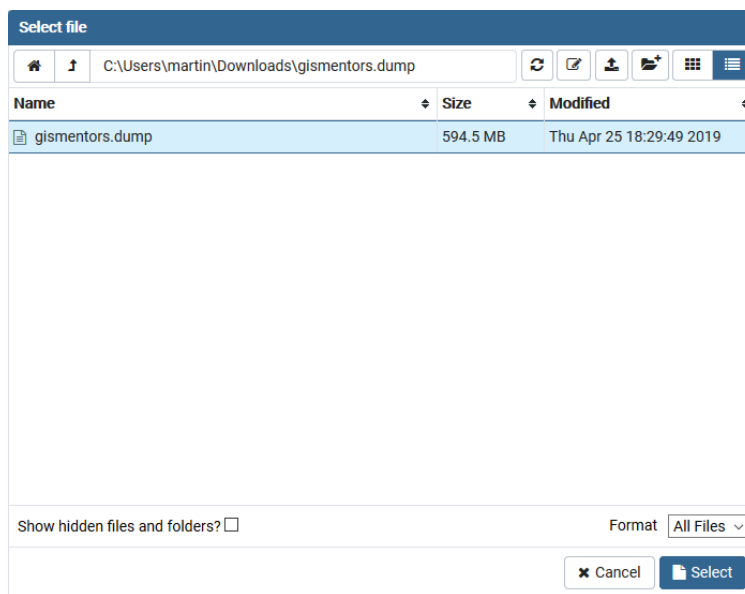 Select file
C:\Users\martin\Downloads\gismentors.dump
Name Size Modified
gismentors.dump 594.5 MB Thu Apr 25 18:29:49 2019
Show hidden files and folders? Format All Files
Cancel Select